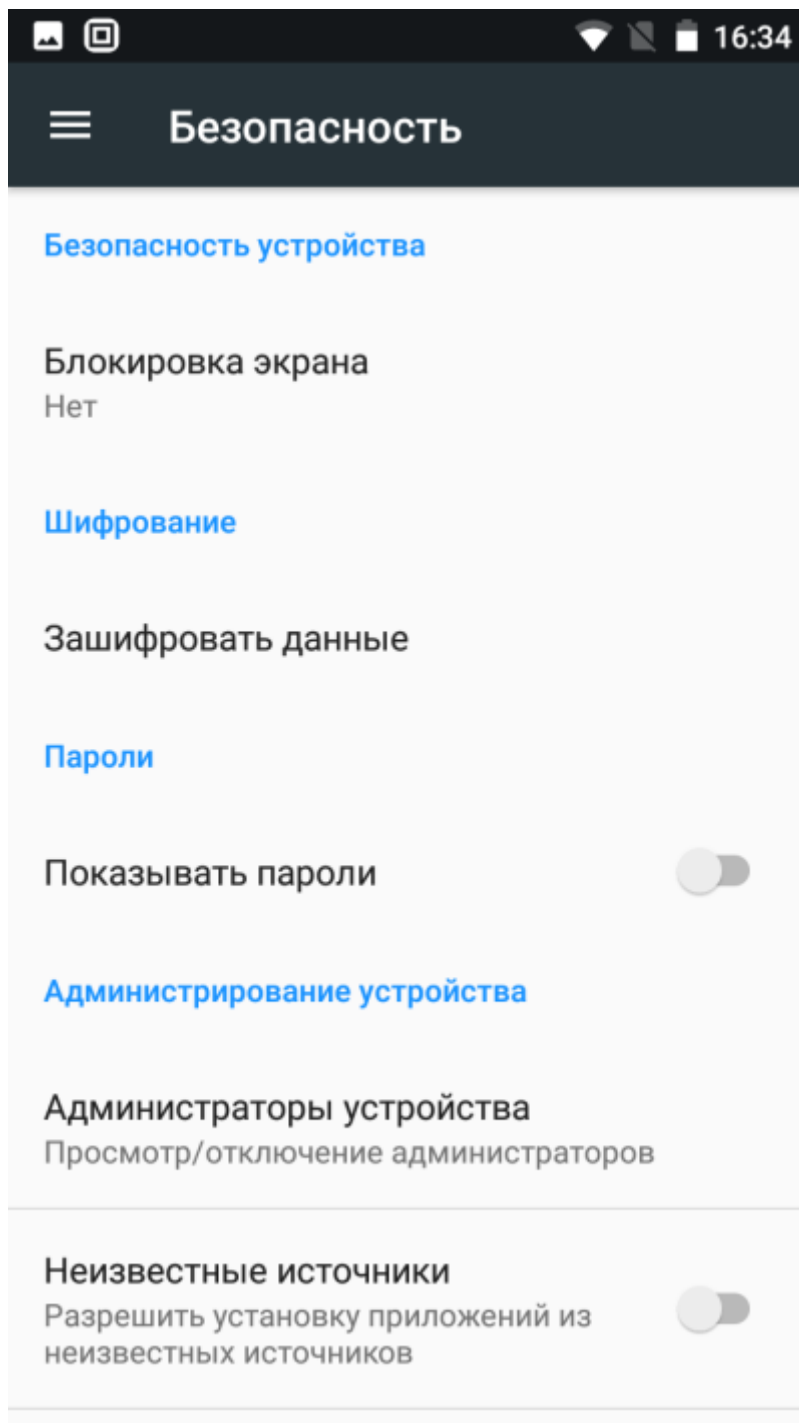 16:34
Безопасность
Безопасность устройства
Блокировка экрана
Нет
Шифрование
Зашифровать данные
Пароли
Показывать пароли
Администрирование устройства
Администраторы устройства
Просмотр/отключение администраторов
Неизвестные источники
Разрешить установку приложений из
неизвестных источников